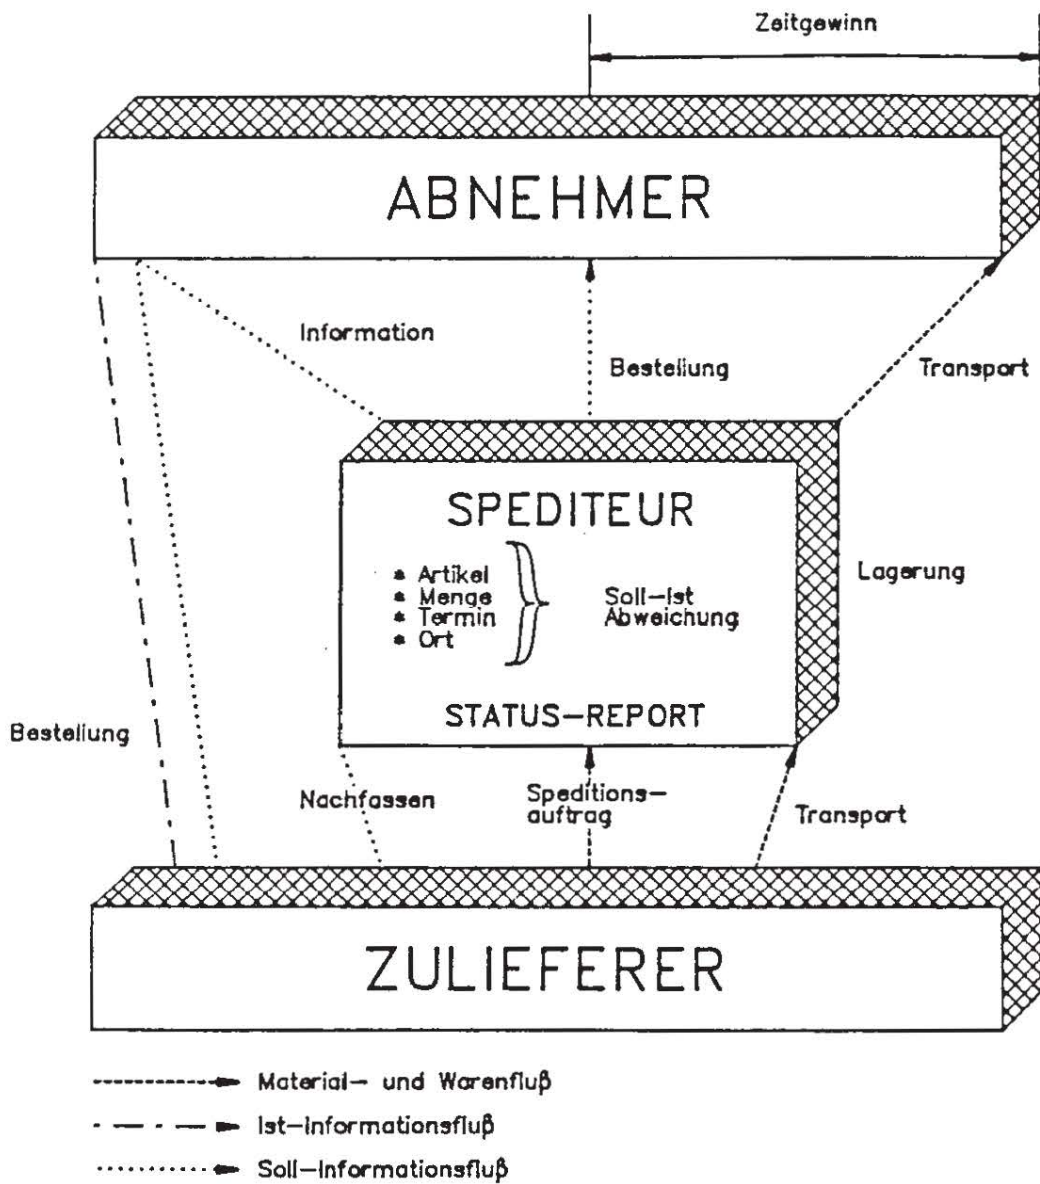 Zeitgewinn
ABNEHMER
Information
Bestellung
Transport
SPEDITEUR
* Artikel
* Menge
* Termin
* Ort
Soll-Ist
Abweichung
Lagerung
STATUS-REPORT
Bestellung
Nachfassen
Speditions-
auftrag
Transport
ZULIEFERER
Material- und Warenfluß
Ist-Informationsfluß
Soll-Informationsfluß